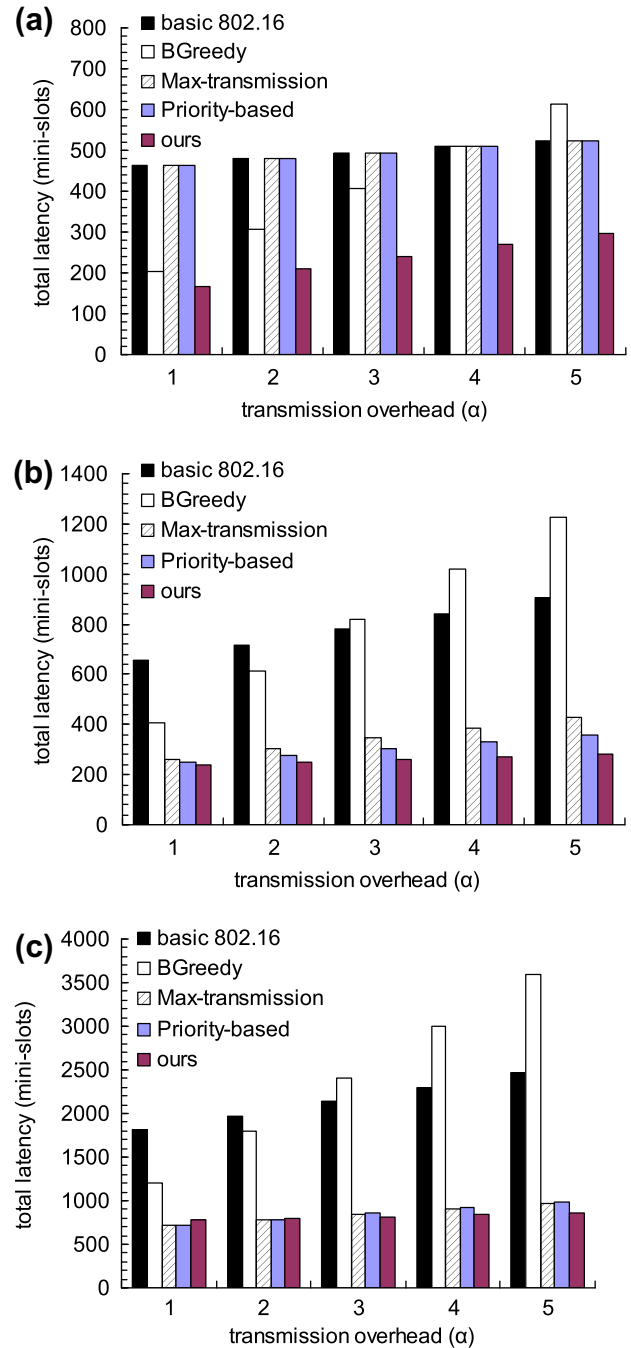 (a)
800
700
600
500
400
300
200
100
0
total latency (mini-slots)
basic 802.16
BGreedy
Max-transmission
Priority-based
ours
1 2 3 4 5
transmission overhead (α)
(b)
1400
1200
1000
800
600
400
200
0
total latency (mini-slots)
basic 802.16
BGreedy
Max-transmission
Priority-based
ours
1 2 3 4 5
transmission overhead (α)
(c)
4000
3500
3000
2500
2000
1500
1000
500
0
total latency (mini-slots)
basic 802.16
BGreedy
Max-transmission
Priority-based
ours
1 2 3 4 5
transmission overhead (α)